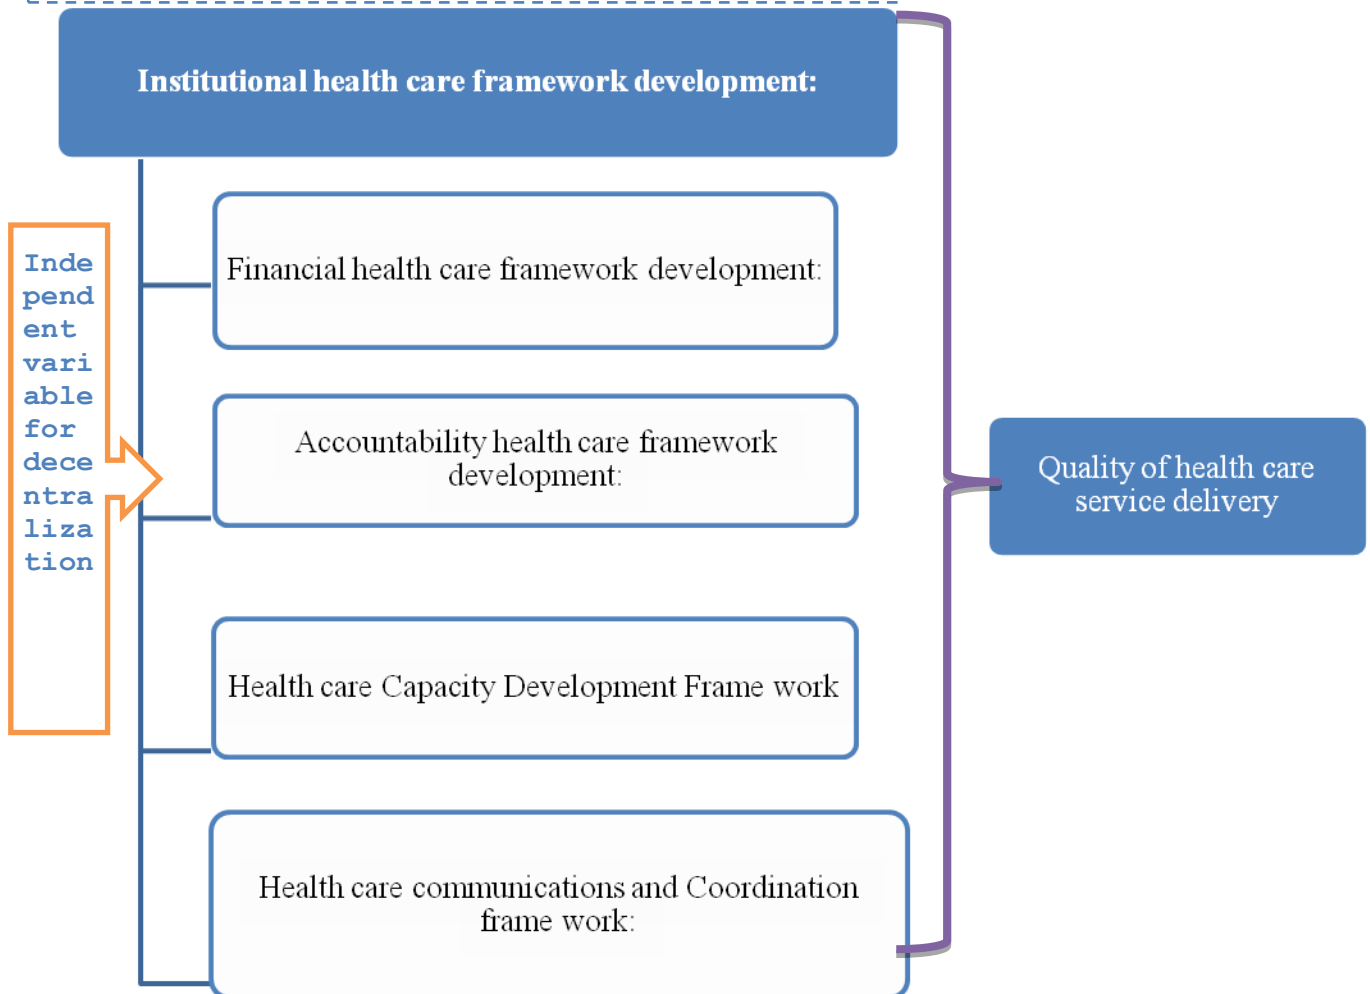 Institutional health care framework development:
Financial health care framework development:
Inde
pend
ent
vari
able
for
dece
ntra
liza
tion
Accountability health care framework
development:
Quality of health care
service delivery
Health care Capacity Development Frame work
Health care communications and Coordination
frame work: